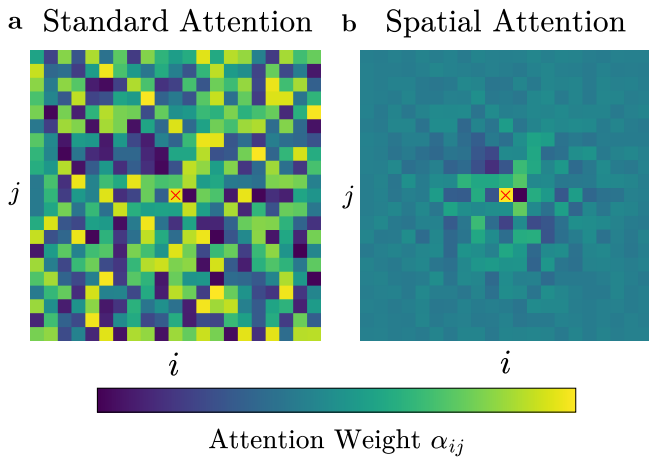 a Standard Attention
b Spatial Attention
j
j
i
i
Attention Weight αij